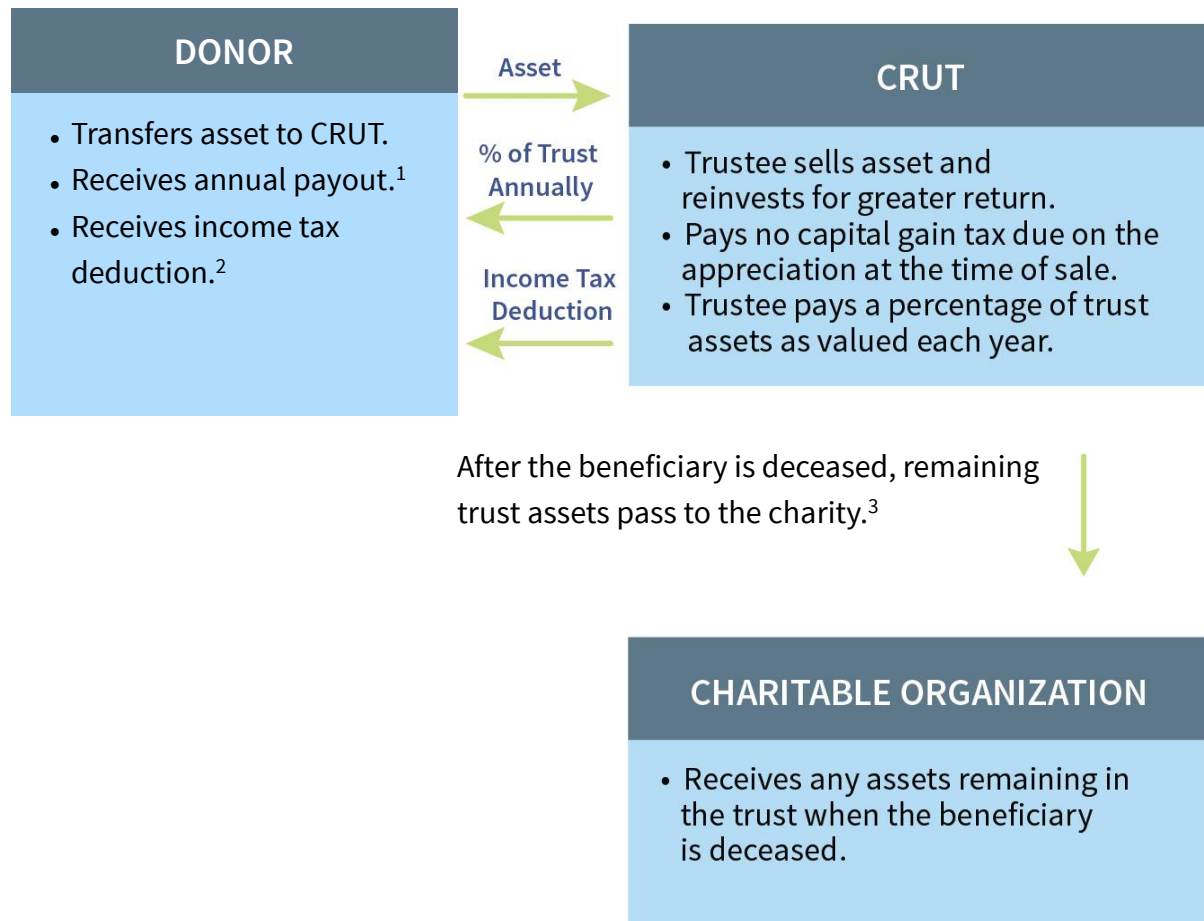 DONOR
• Transfers asset to CRUT.
• Receives annual payout.¹
• Receives income tax
deduction.²
Asset
% of Trust
Annually
Income Tax
Deduction
CRUT
• Trustee sells asset and
reinvests for greater return.
• Pays no capital gain tax due on the
appreciation at the time of sale.
• Trustee pays a percentage of trust
assets as valued each year.
After the beneficiary is deceased, remaining
trust assets pass to the charity.³
CHARITABLE ORGANIZATION
• Receives any assets remaining in
the trust when the beneficiary
is deceased.